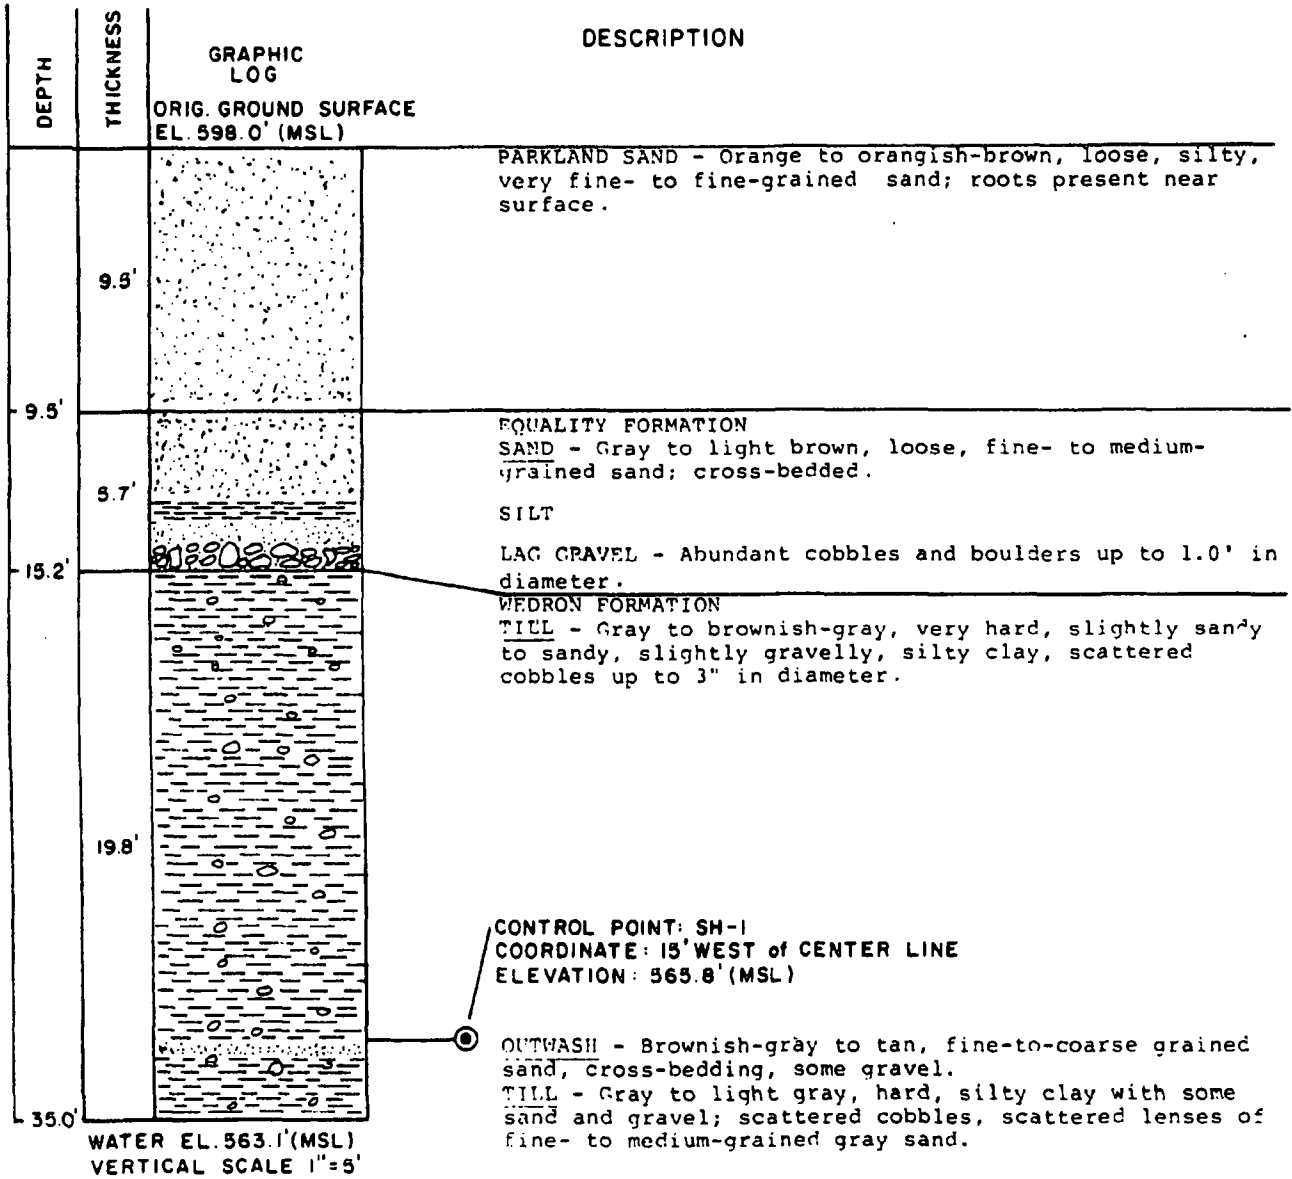 DEPTH
THICKNESS
GRAPHIC
LOG
DESCRIPTION
ORIG. GROUND SURFACE
EL. 598.0' (MSL)
PARKLAND SAND - Orange to orangish-brown, loose, silty,
very fine- to fine-grained sand; roots present near
surface.
9.5'
9.5'
EQUALITY FORMATION
SAND - Gray to light brown, loose, fine- to medium-
grained sand; cross-bedded.
5.7'
SILT
LAG GRAVEL - Abundant cobbles and boulders up to 1.0' in
diameter.
15.2'
WEDRON FORMATION
TILL - Gray to brownish-gray, very hard, slightly sandy
to sandy, slightly gravelly, silty clay, scattered
cobbles up to 3" in diameter.
19.8'
CONTROL POINT: SH-1
COORDINATE: 15' WEST of CENTER LINE
ELEVATION: 565.8' (MSL)
OUTWASH - Brownish-gray to tan, fine-to-coarse grained
sand, cross-bedding, some gravel.
TILL - Gray to light gray, hard, silty clay with some
sand and gravel; scattered cobbles, scattered lenses of
fine- to medium-grained gray sand.
35.0'
WATER EL. 563.1' (MSL)
VERTICAL SCALE 1"=5'